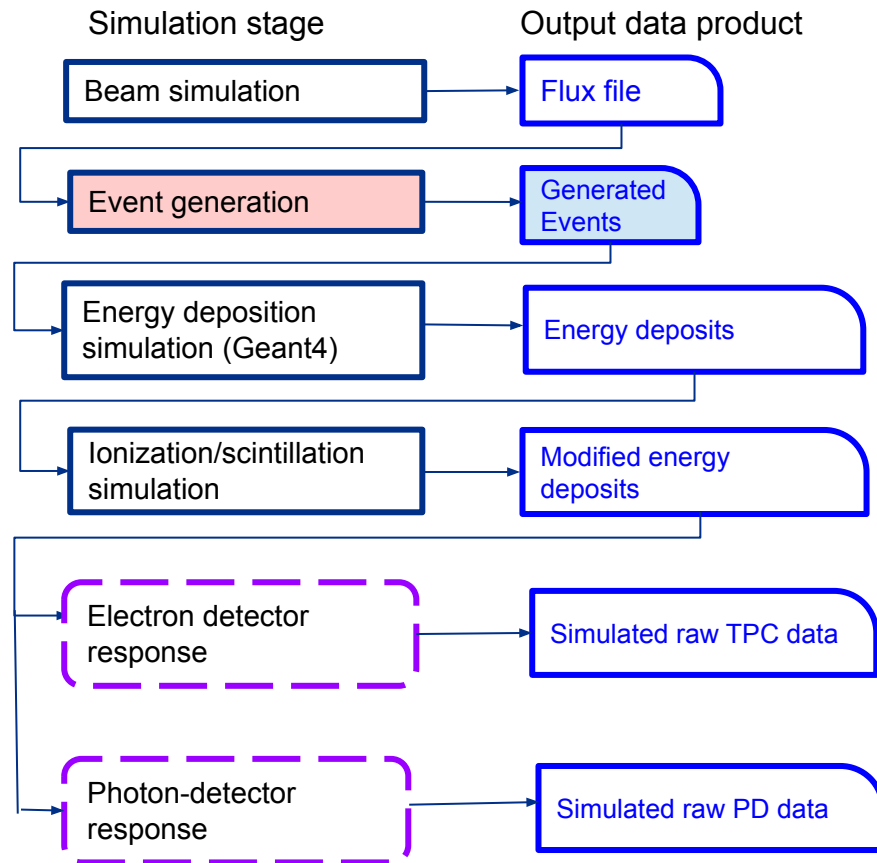 Simulation stage
Output data product
Beam simulation
Flux file
Event generation
Generated
Events
Energy deposition
simulation (Geant4)
Energy deposits
Ionization/scintillation
simulation
Modified energy
deposits
Electron detector
response
Simulated raw TPC data
Photon-detector
response
Simulated raw PD data